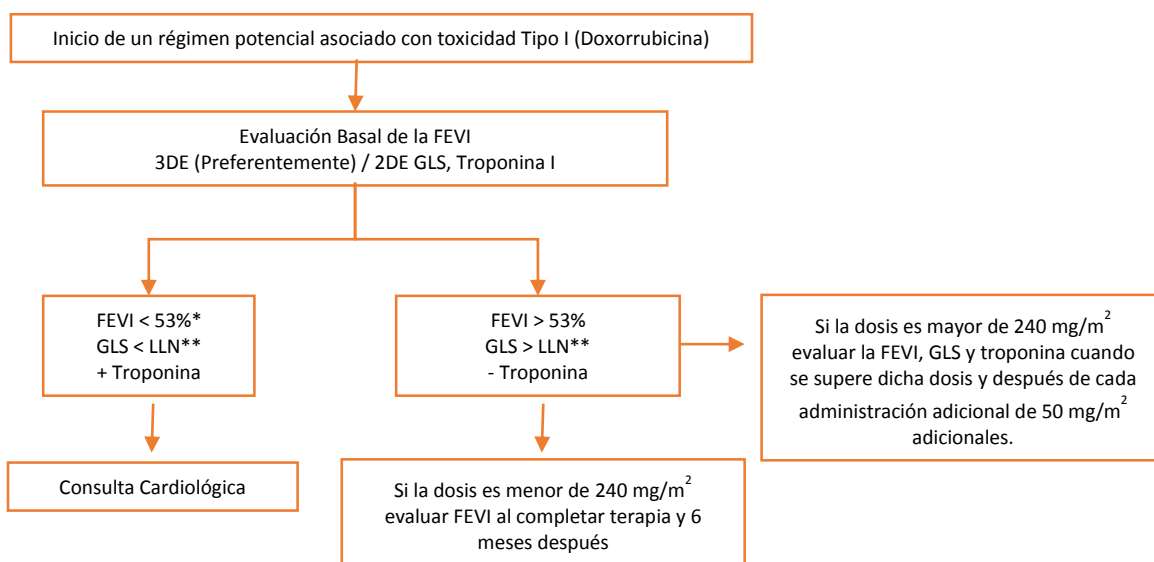 Inicio de un régimen potencial asociado con toxicidad Tipo I (Doxorrubicina)
Evaluación Basal de la FEVI
3DE (Preferentemente) / 2DE GLS, Troponina I
FEVI < 53%*
GLS < LLN**
+ Troponina
FEVI > 53%
GLS > LLN**
- Troponina
Si la dosis es mayor de 240 mg/m²
evaluar la FEVI, GLS y troponina cuando
se supere dicha dosis y después de cada
administración adicional de 50 mg/m²
adicionales.
Consulta Cardiológica
Si la dosis es menor de 240 mg/m²
evaluar FEVI al completar terapia y 6
meses después